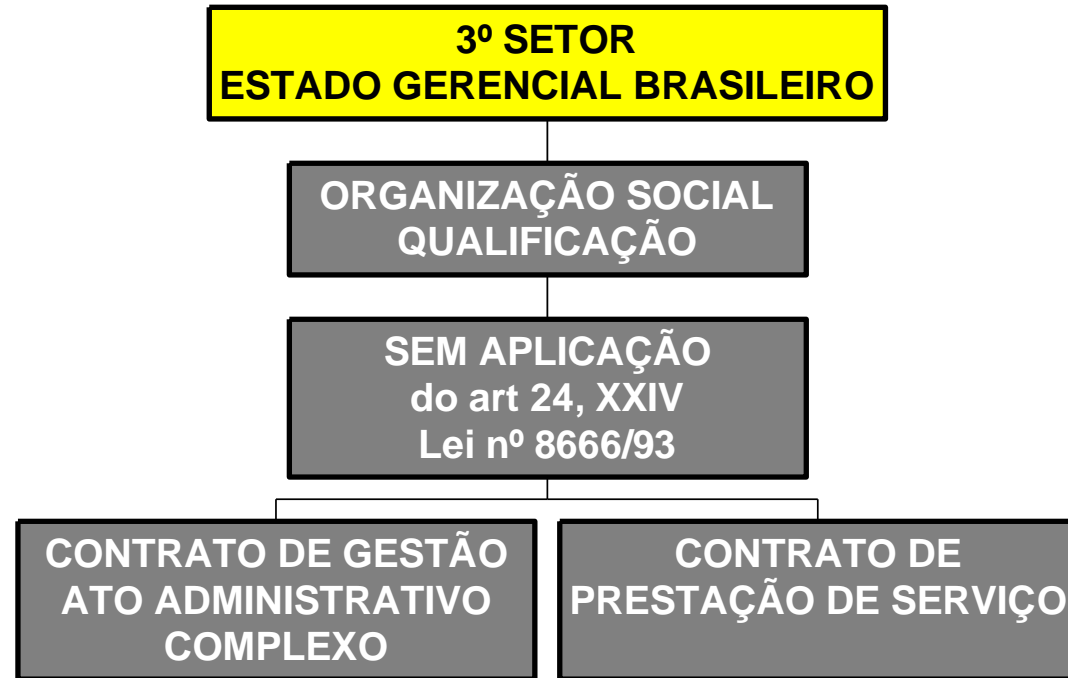 3º SETOR
ESTADO GERENCIAL BRASILEIRO
ORGANIZAÇÃO SOCIAL
QUALIFICAÇÃO
SEM APLICAÇÃO
do art 24, XXIV
Lei nº 8666/93
CONTRATO DE GESTÃO
ATO ADMINISTRATIVO
COMPLEXO
CONTRATO DE
PRESTAÇÃO DE SERVIÇO